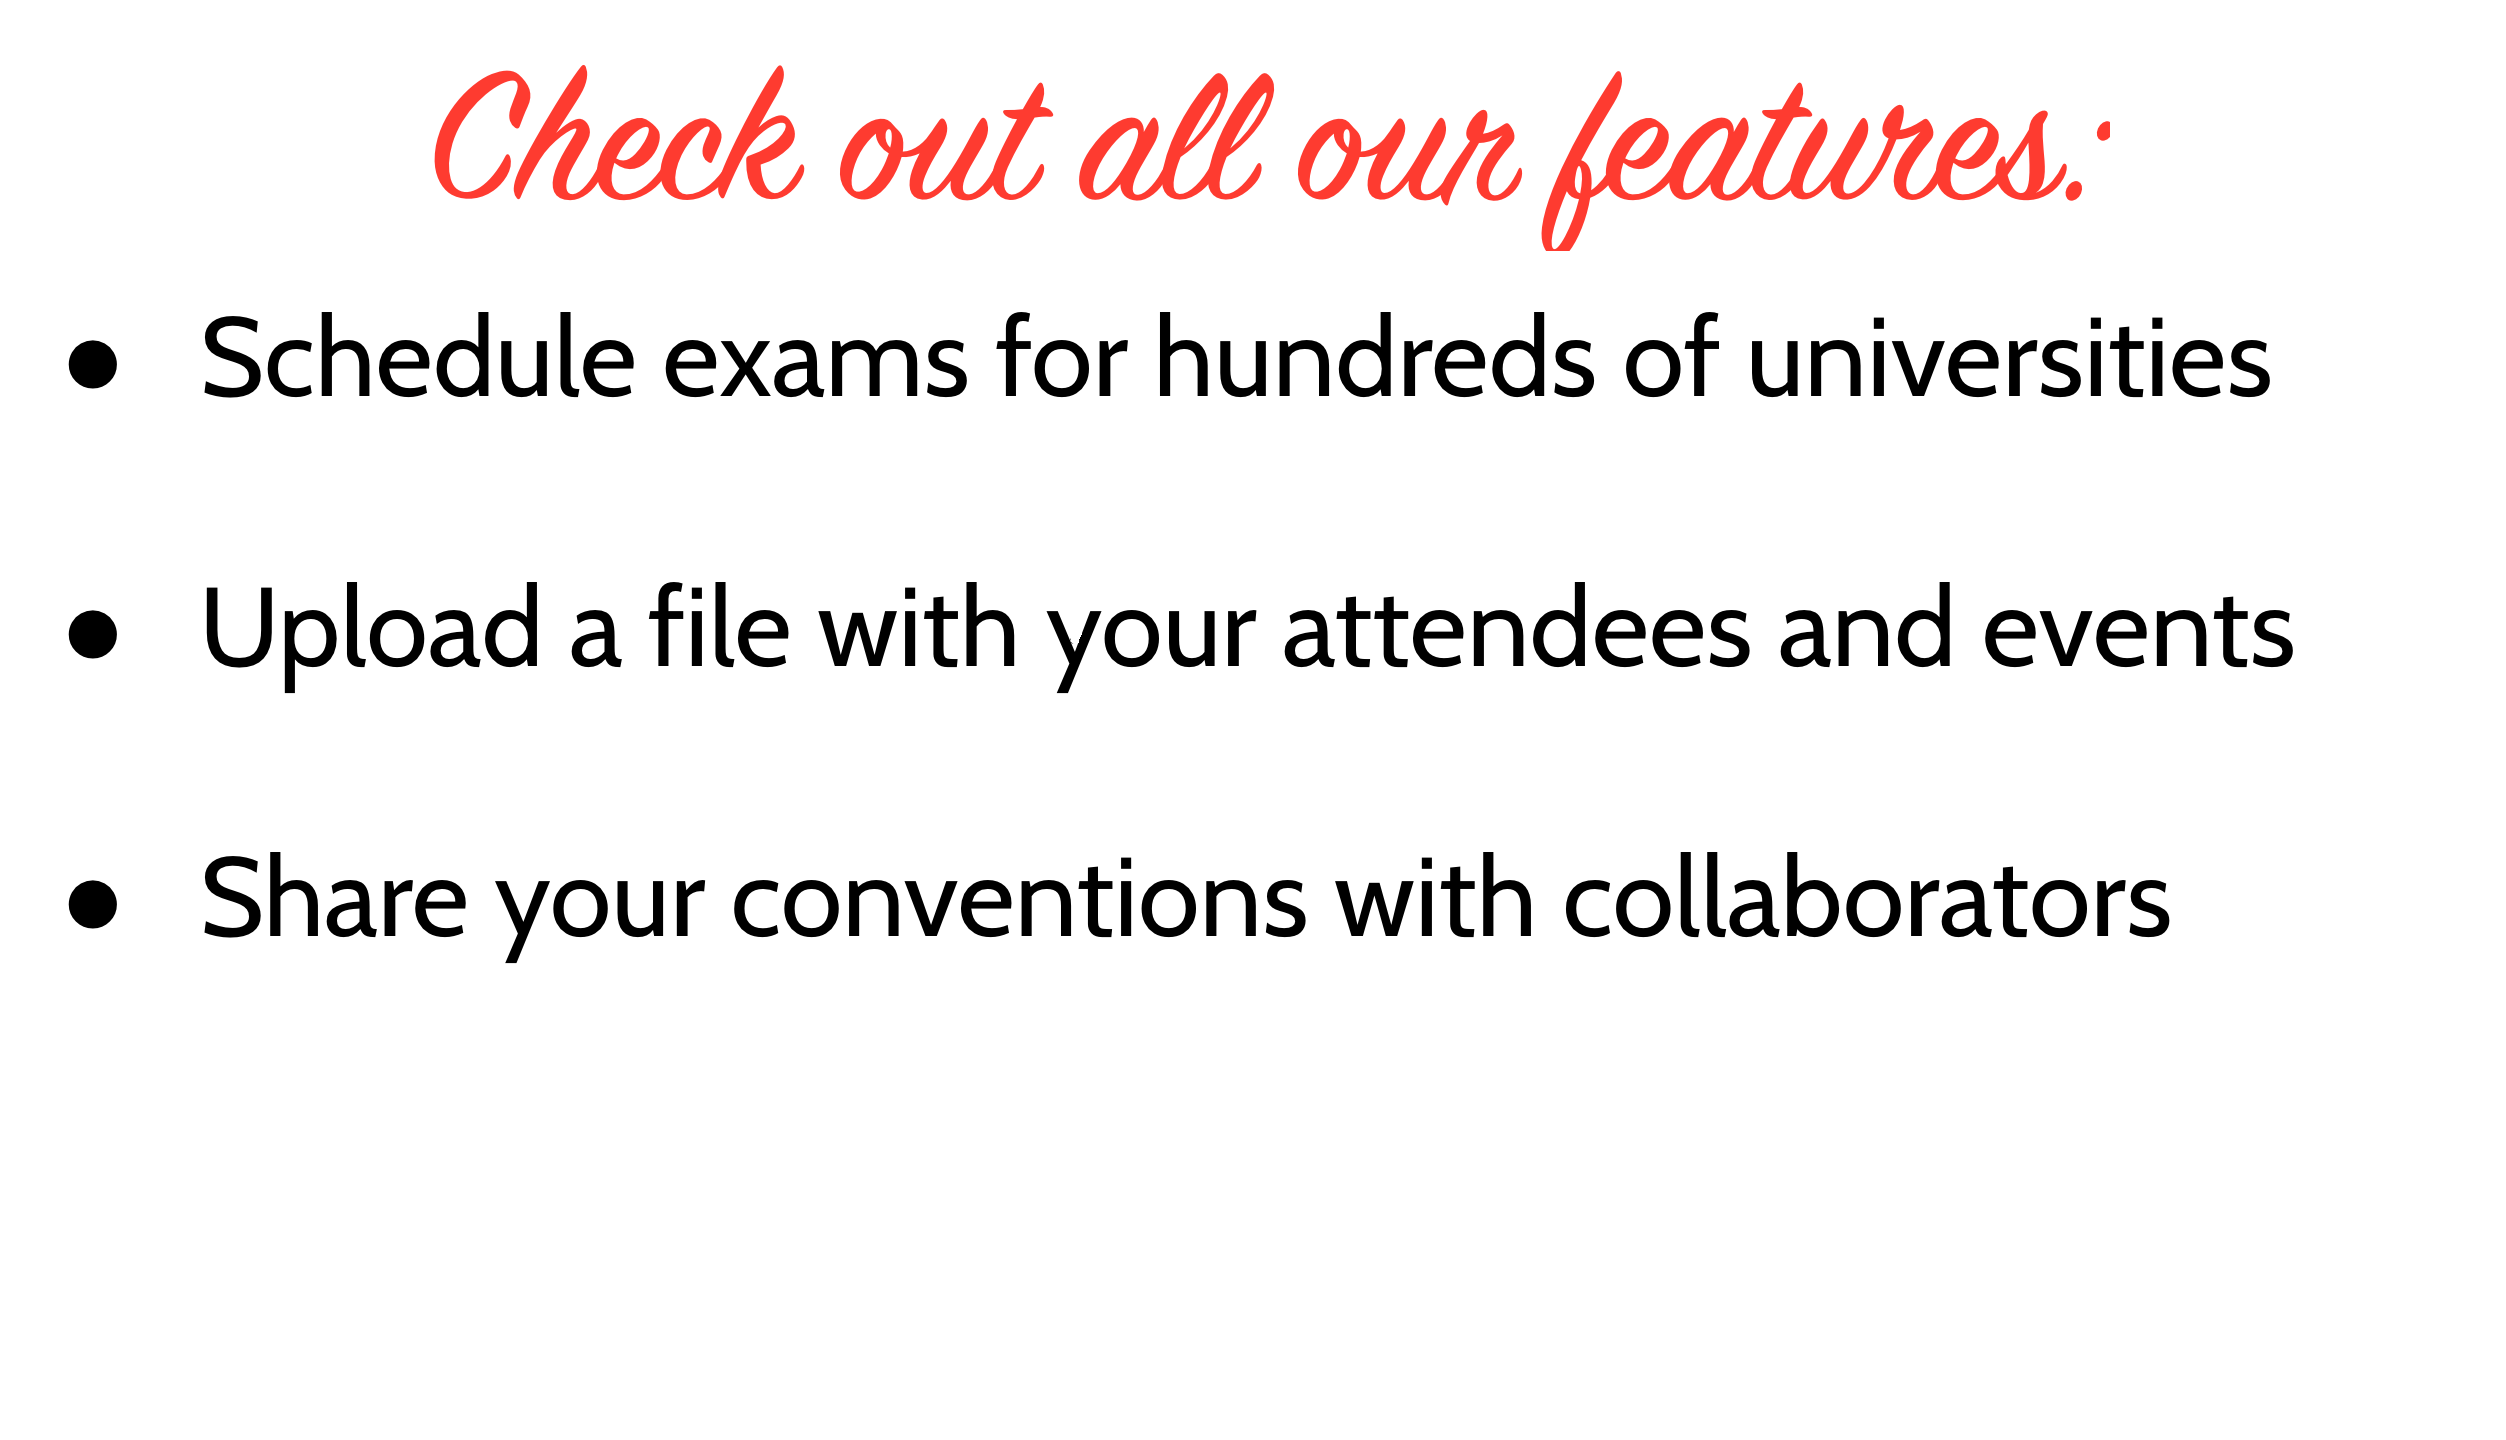 Check out all our features:
• Schedule exams for hundreds of universities
• Upload a file with your attendees and events
• Share your conventions with collaborators